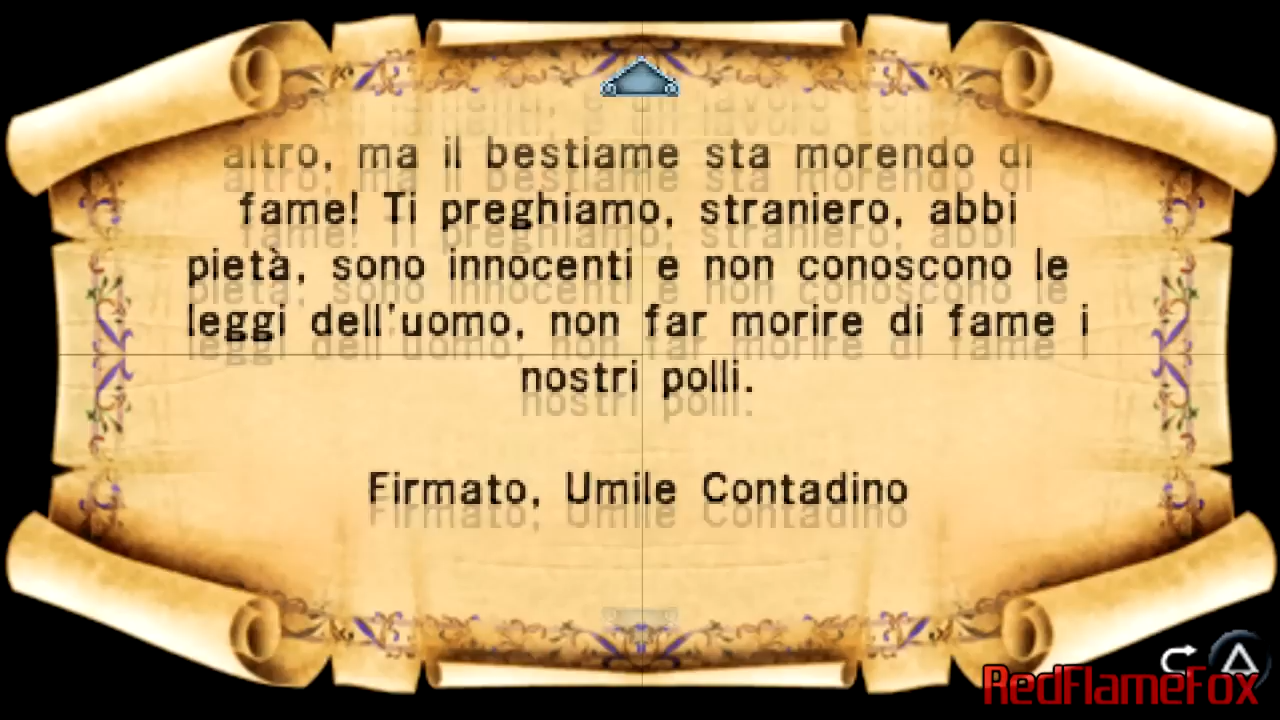 altro, ma il bestiame sta morendo di
fame! Ti preghiamo, straniero, abbi
pietà, sono innocenti e non conoscono le
leggi dell'uomo, non far morire di fame i
nostri polli.
Firmato, Umile Contadino
RedFlameFox